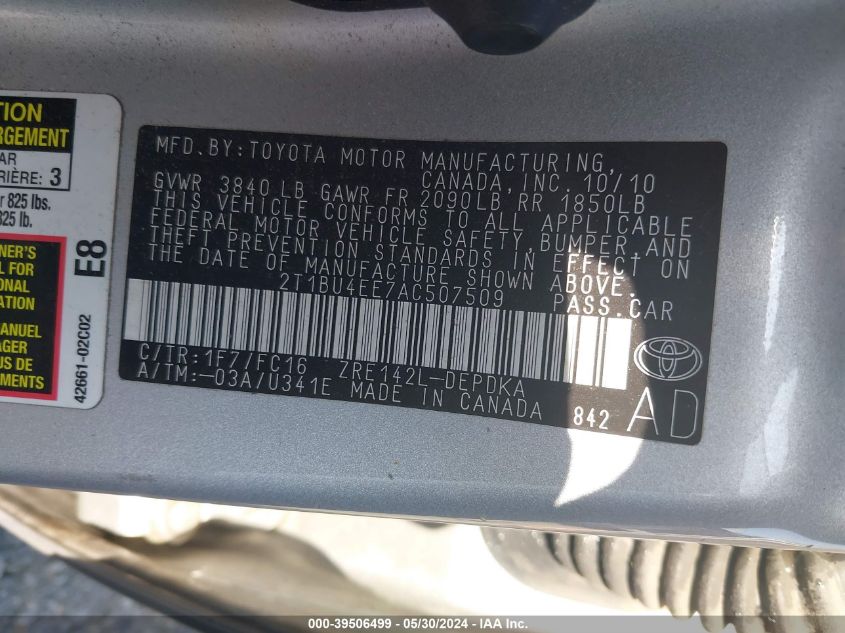 TION
RGEMENT
AR
RIÈRE: 3
r 825 lbs.
825 lb.
NER'S
L FOR
ONAL
ATION
ANUEL
AGER
US DE
NEMENTS
E8
42661-02C02
MFD.BY:TOYOTA MOTOR MANUFACTURING,
CANADA, INC. 10/10
GVWR 3840 LB GAWR FR 2090LB RR 1850LB
THIS VEHICLE CONFORMS TO ALL APPLICABLE
FEDERAL MOTOR VEHICLE SAFETY, BUMPER AND
THEFT PREVENTION STANDARDS IN EFFECT ON
THE DATE OF MANUFACTURE SHOWN ABOVE.
2T1BU4EE7AC507509 PASS.CAR
C/TR:1F7/FC16 ZRE142L-DEPDKA
A/TM:-03A/U341E MADE IN CANADA
842 AD
000-39506499 - 05/30/2024 - IAA Inc.